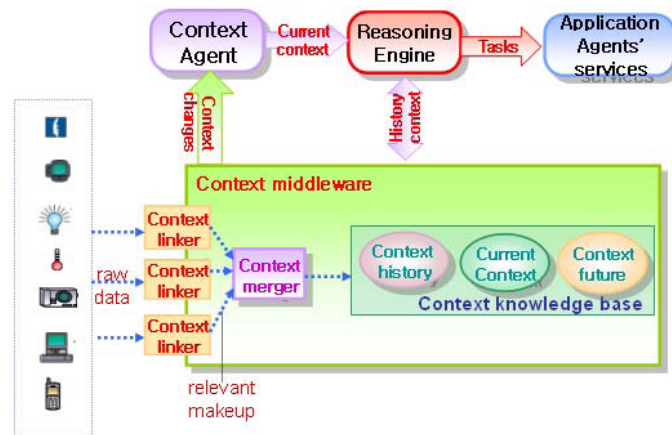 Context
Agent
Current
context
Reasoning
Engine
Tasks
Application
Agents'
services
Context
changes
History
context
Context middleware
Context
linker
Context
linker
Context
linker
raw
data
Context
merger
Context
history
Current
Context
Context
future
Context knowledge base
relevant
makeup